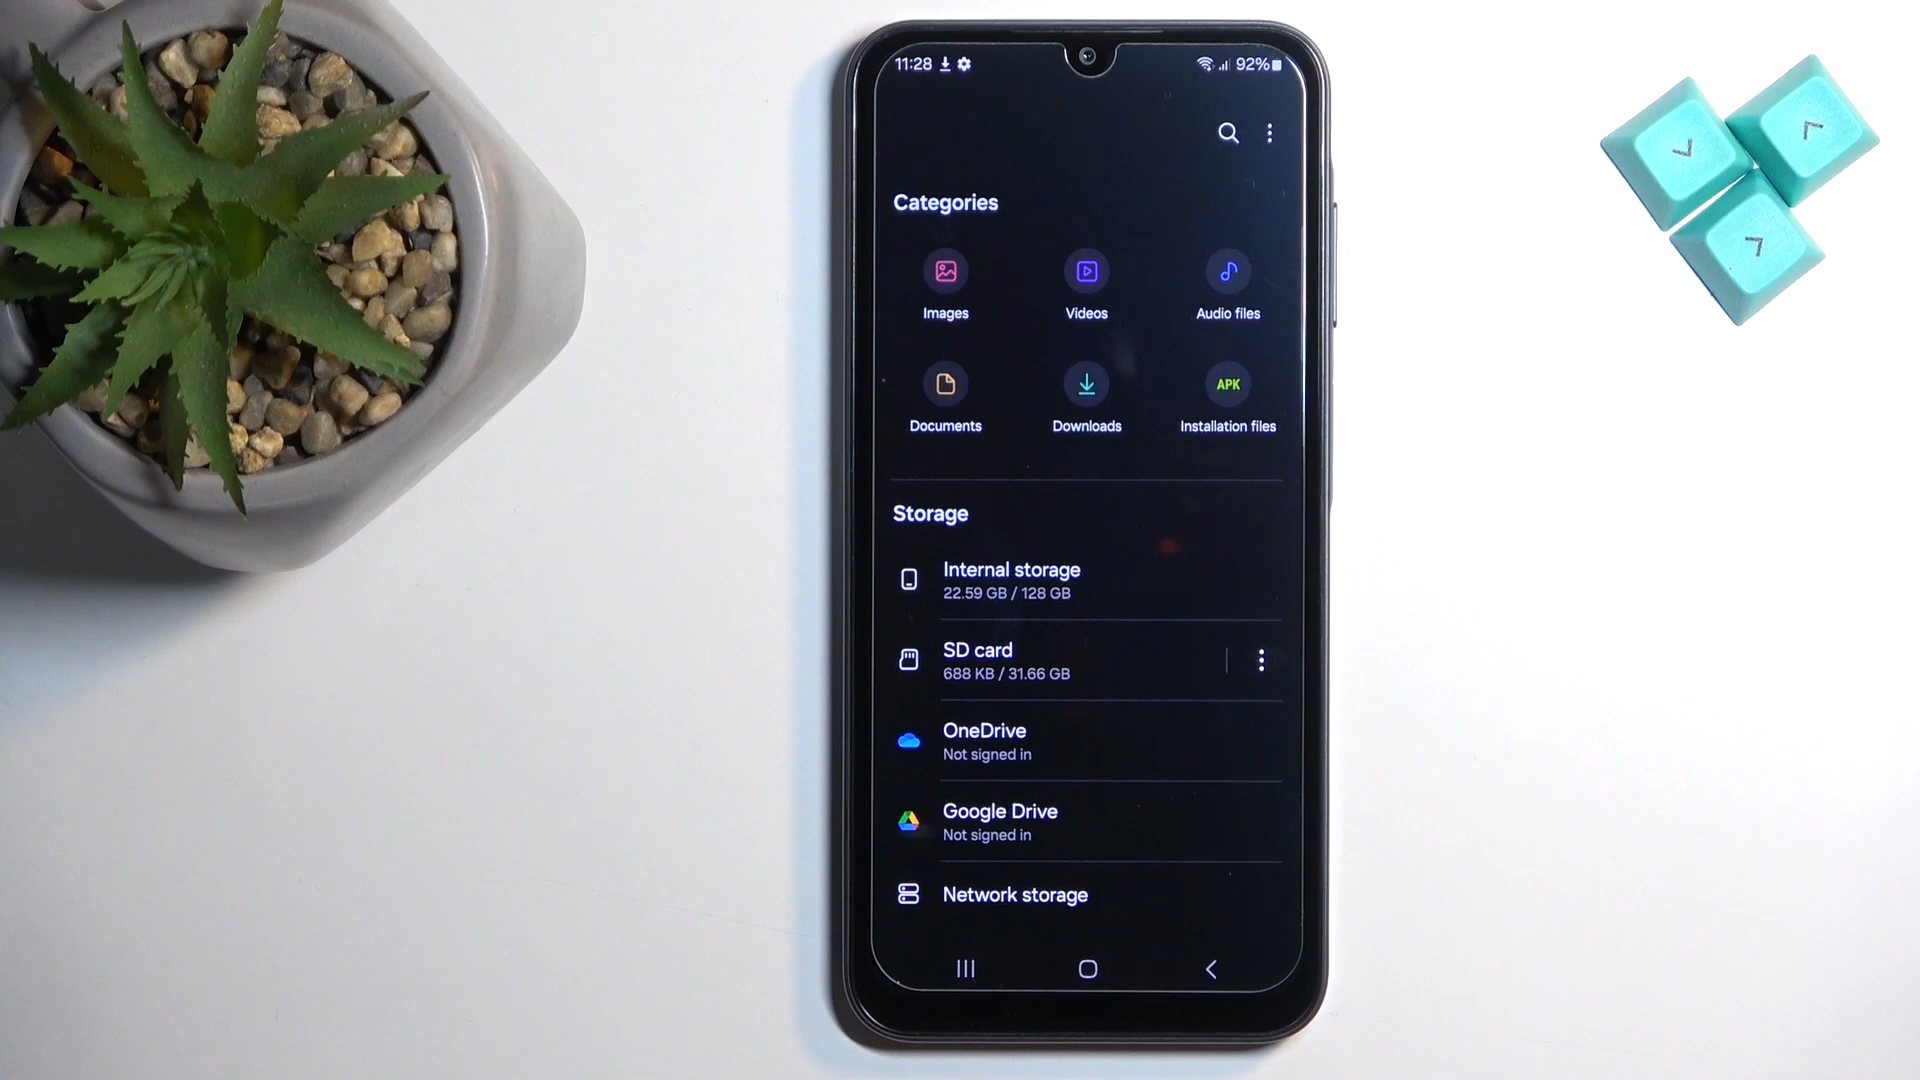 11:28 92%
Categories
Images Videos Audio files
APK
Documents Downloads Installation files
Storage
Internal storage
22.59 GB / 128 GB
SD card
688 KB / 31.66 GB
OneDrive
Not signed in
Google Drive
Not signed in
Network storage